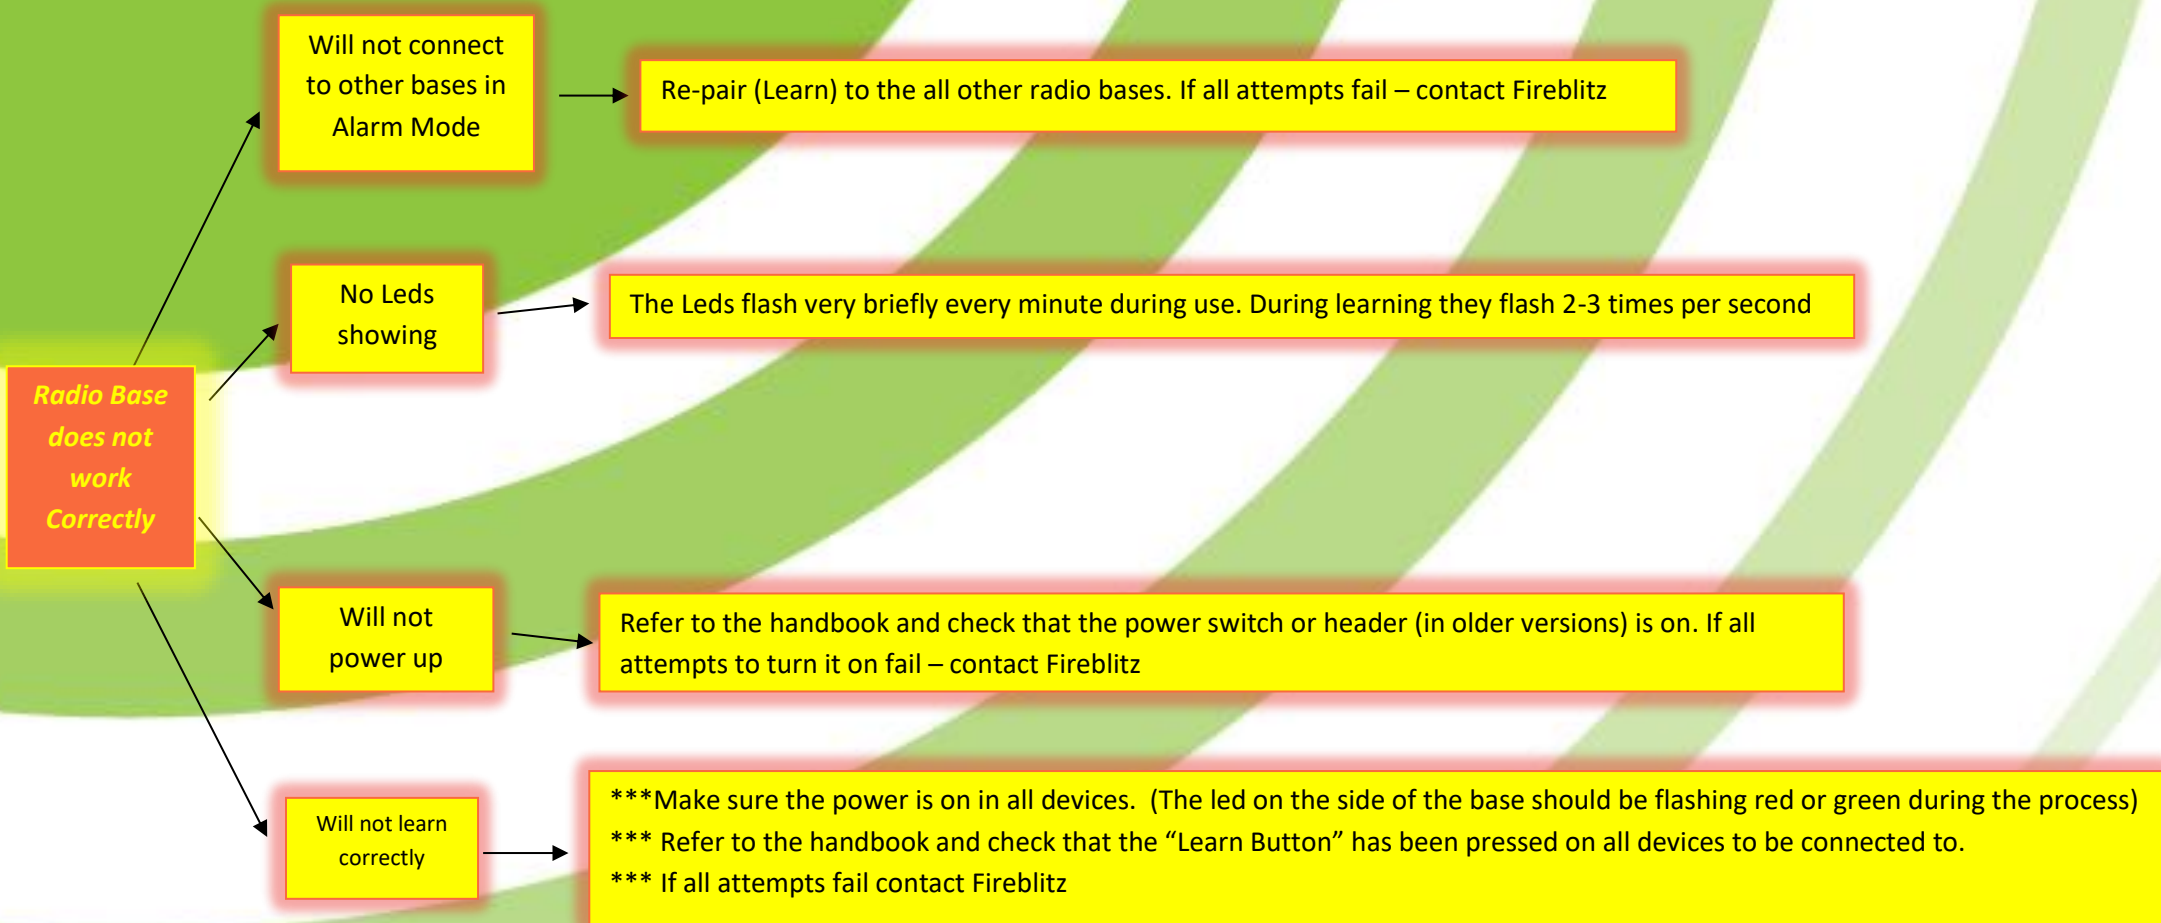 Will not connect
to other bases in
Alarm Mode
Re-pair (Learn) to the all other radio bases. If all attempts fail – contact Fireblitz
No Leds
showing
The Leds flash very briefly every minute during use. During learning they flash 2-3 times per second
Radio Base
does not
work
Correctly
Will not
power up
Refer to the handbook and check that the power switch or header (in older versions) is on. If all
attempts to turn it on fail – contact Fireblitz
Will not learn
correctly
***Make sure the power is on in all devices.  (The led on the side of the base should be flashing red or green during the process)
*** Refer to the handbook and check that the “Learn Button” has been pressed on all devices to be connected to.
*** If all attempts fail contact Fireblitz